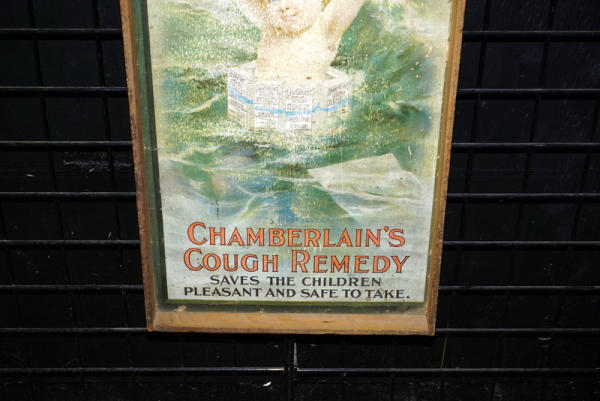 CHAMBERLAIN'S
COUGH REMEDY
SAVES THE CHILDREN
PLEASANT AND SAFE TO TAKE.